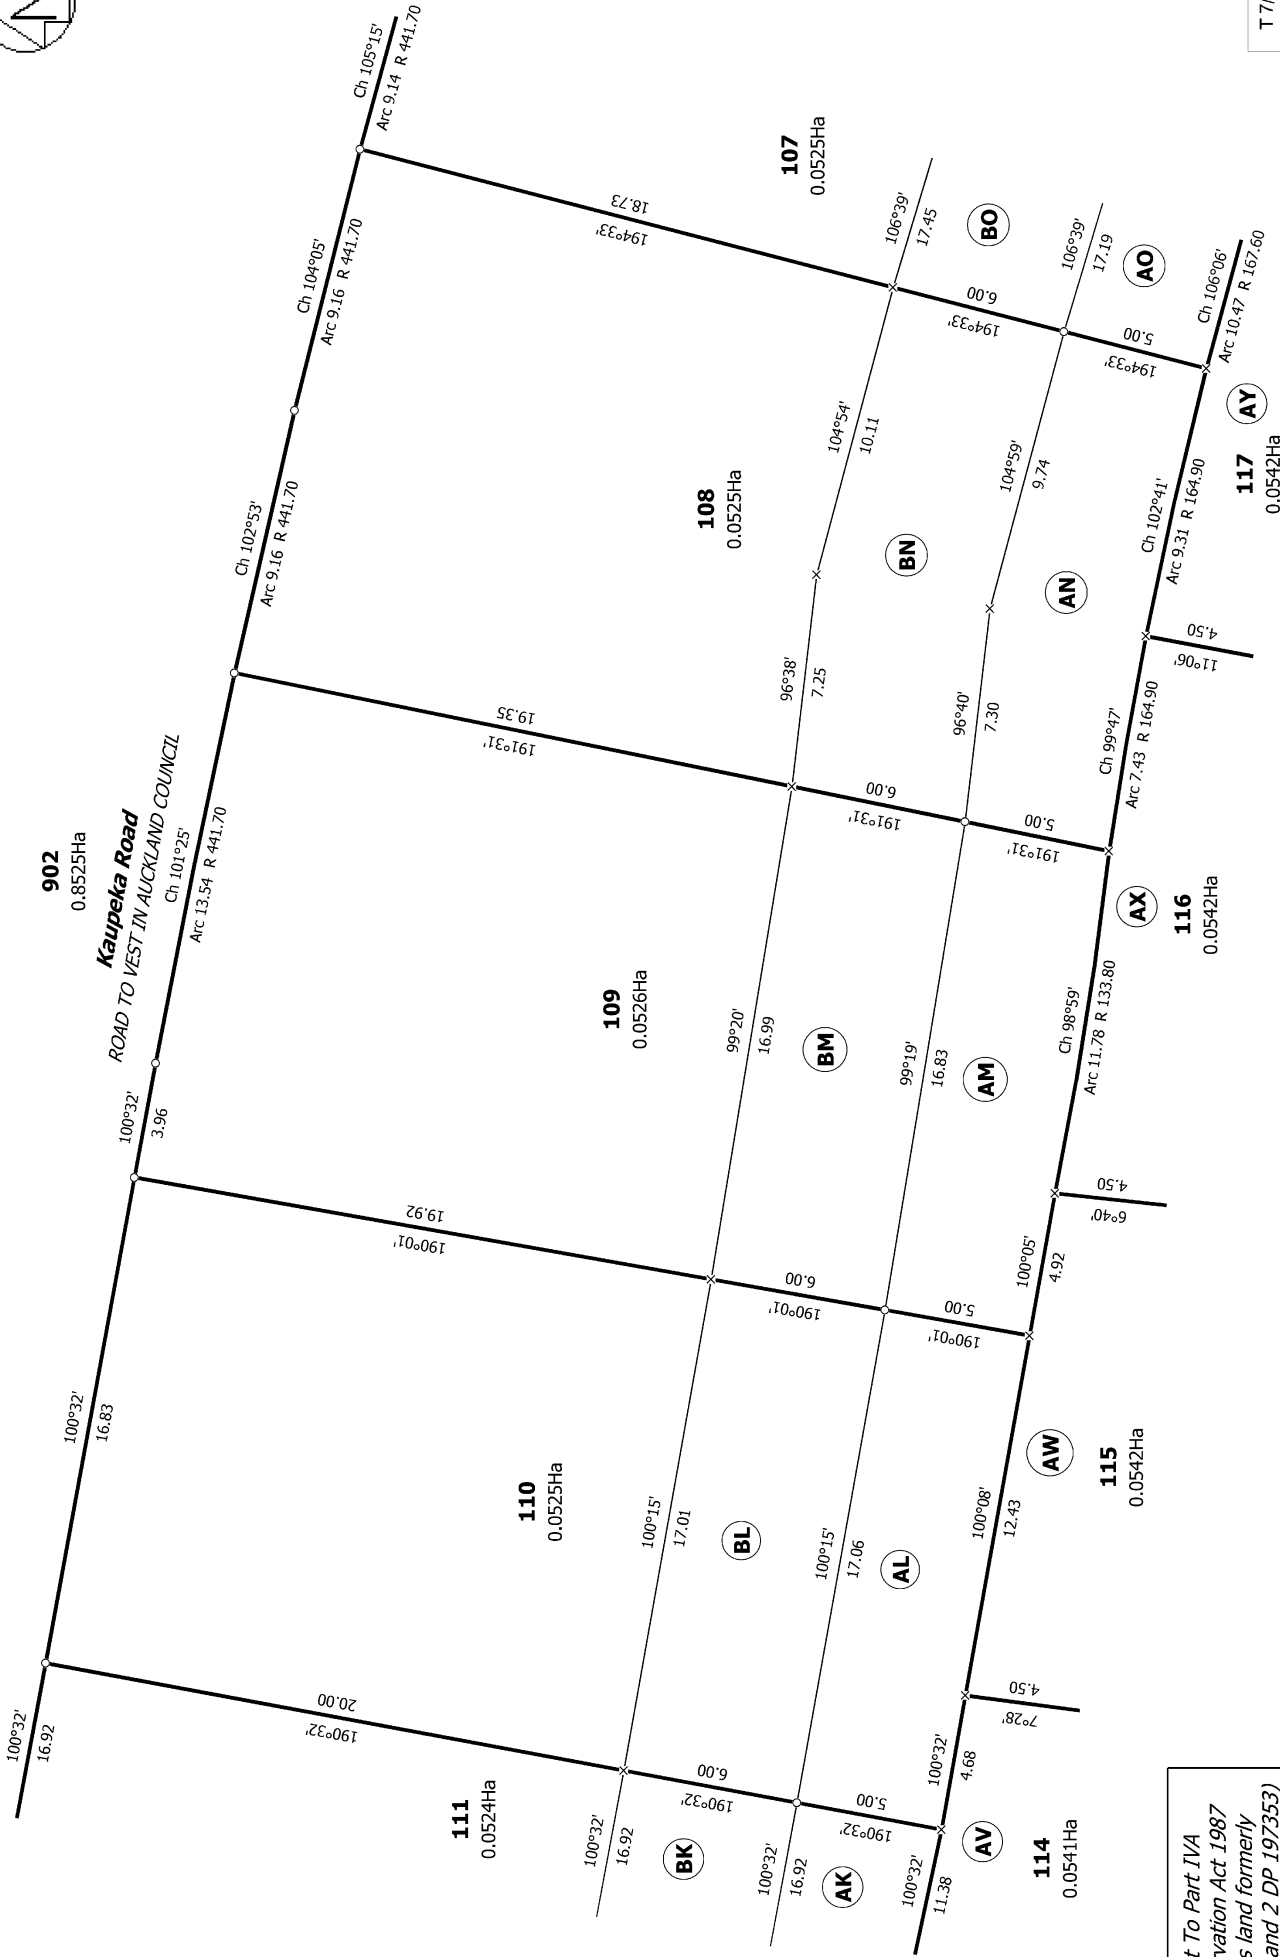 Ch 105°15'
Arc 9.14 R 441.70
Ch 104°05'
Arc 9.16 R 441.70
Ch 102°53'
Arc 9.16 R 441.70
902
0.8525Ha
Kaupeka Road
ROAD TO VEST IN AUCKLAND COUNCIL
Ch 101°25'
Arc 13.54 R 441.70
100°32'
3.96
100°32'
16.83
100°32'
16.92
107
0.0525Ha
18.73
194°33'
106°39'
17.45
BO
6.00
194°33'
106°39'
17.19
AO
5.00
194°33'
Ch 106°06'
Arc 10.47 R 167.60
108
0.0525Ha
104°54'
10.11
96°38'
7.25
BN
104°59'
9.74
96°40'
7.30
AN
AY
117
0.0542Ha
Ch 102°41'
Arc 9.31 R 164.90
4.50
11°06'
Ch 99°47'
Arc 7.43 R 164.90
19.35
191°31'
6.00
191°31'
5.00
191°31'
109
0.0526Ha
99°20'
16.99
BM
99°19'
16.83
AM
AX
116
0.0542Ha
Ch 98°59'
Arc 11.78 R 133.80
4.50
6°40'
100°05'
4.92
19.92
190°01'
6.00
190°01'
5.00
190°01'
110
0.0525Ha
100°15'
17.01
BL
100°15'
17.06
AL
AW
115
0.0542Ha
100°08'
12.43
4.50
7°28'
100°32'
4.68
20.00
190°32'
6.00
190°32'
5.00
190°32'
111
0.0524Ha
100°32'
16.92
BK
100°32'
16.92
AK
AV
114
0.0541Ha
100°32'
11.38
t To Part IVA
vation Act 1987
s land formerly
and 2 DP 197353)
T 7/